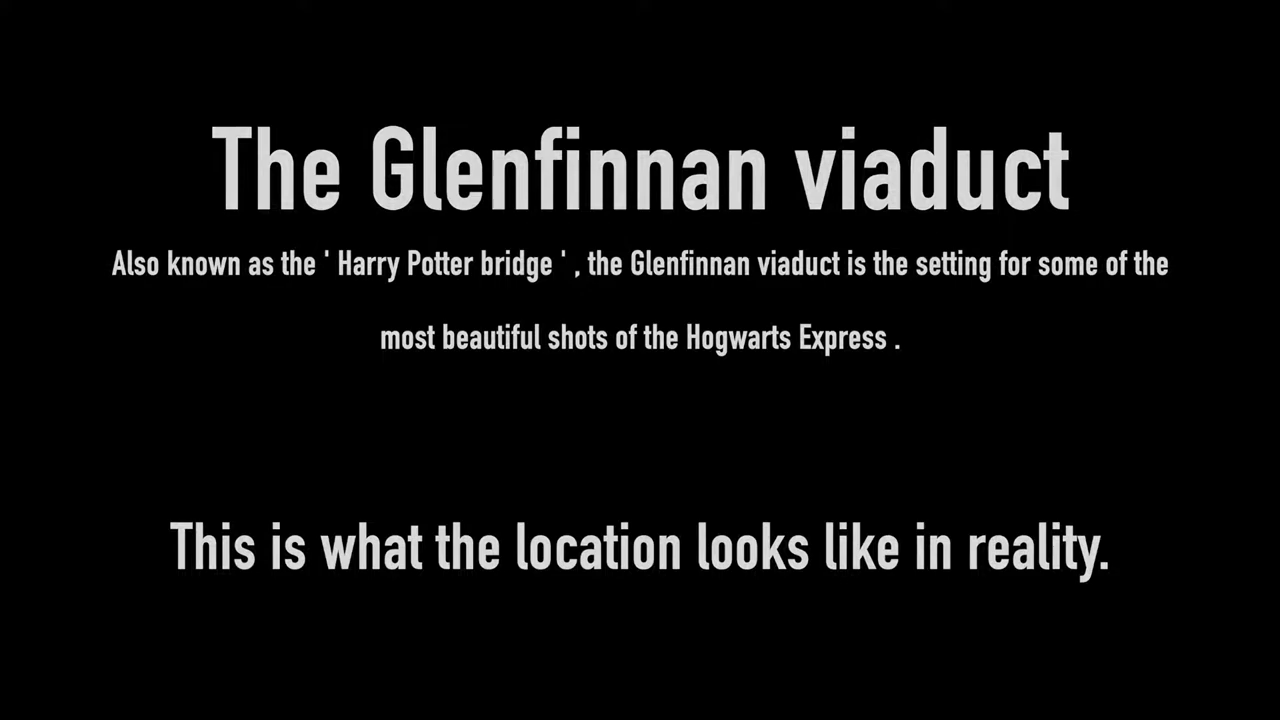 The Glenfinnan viaduct
Also known as the ' Harry Potter bridge ' , the Glenfinnan viaduct is the setting for some of the
most beautiful shots of the Hogwarts Express .
This is what the location looks like in reality.